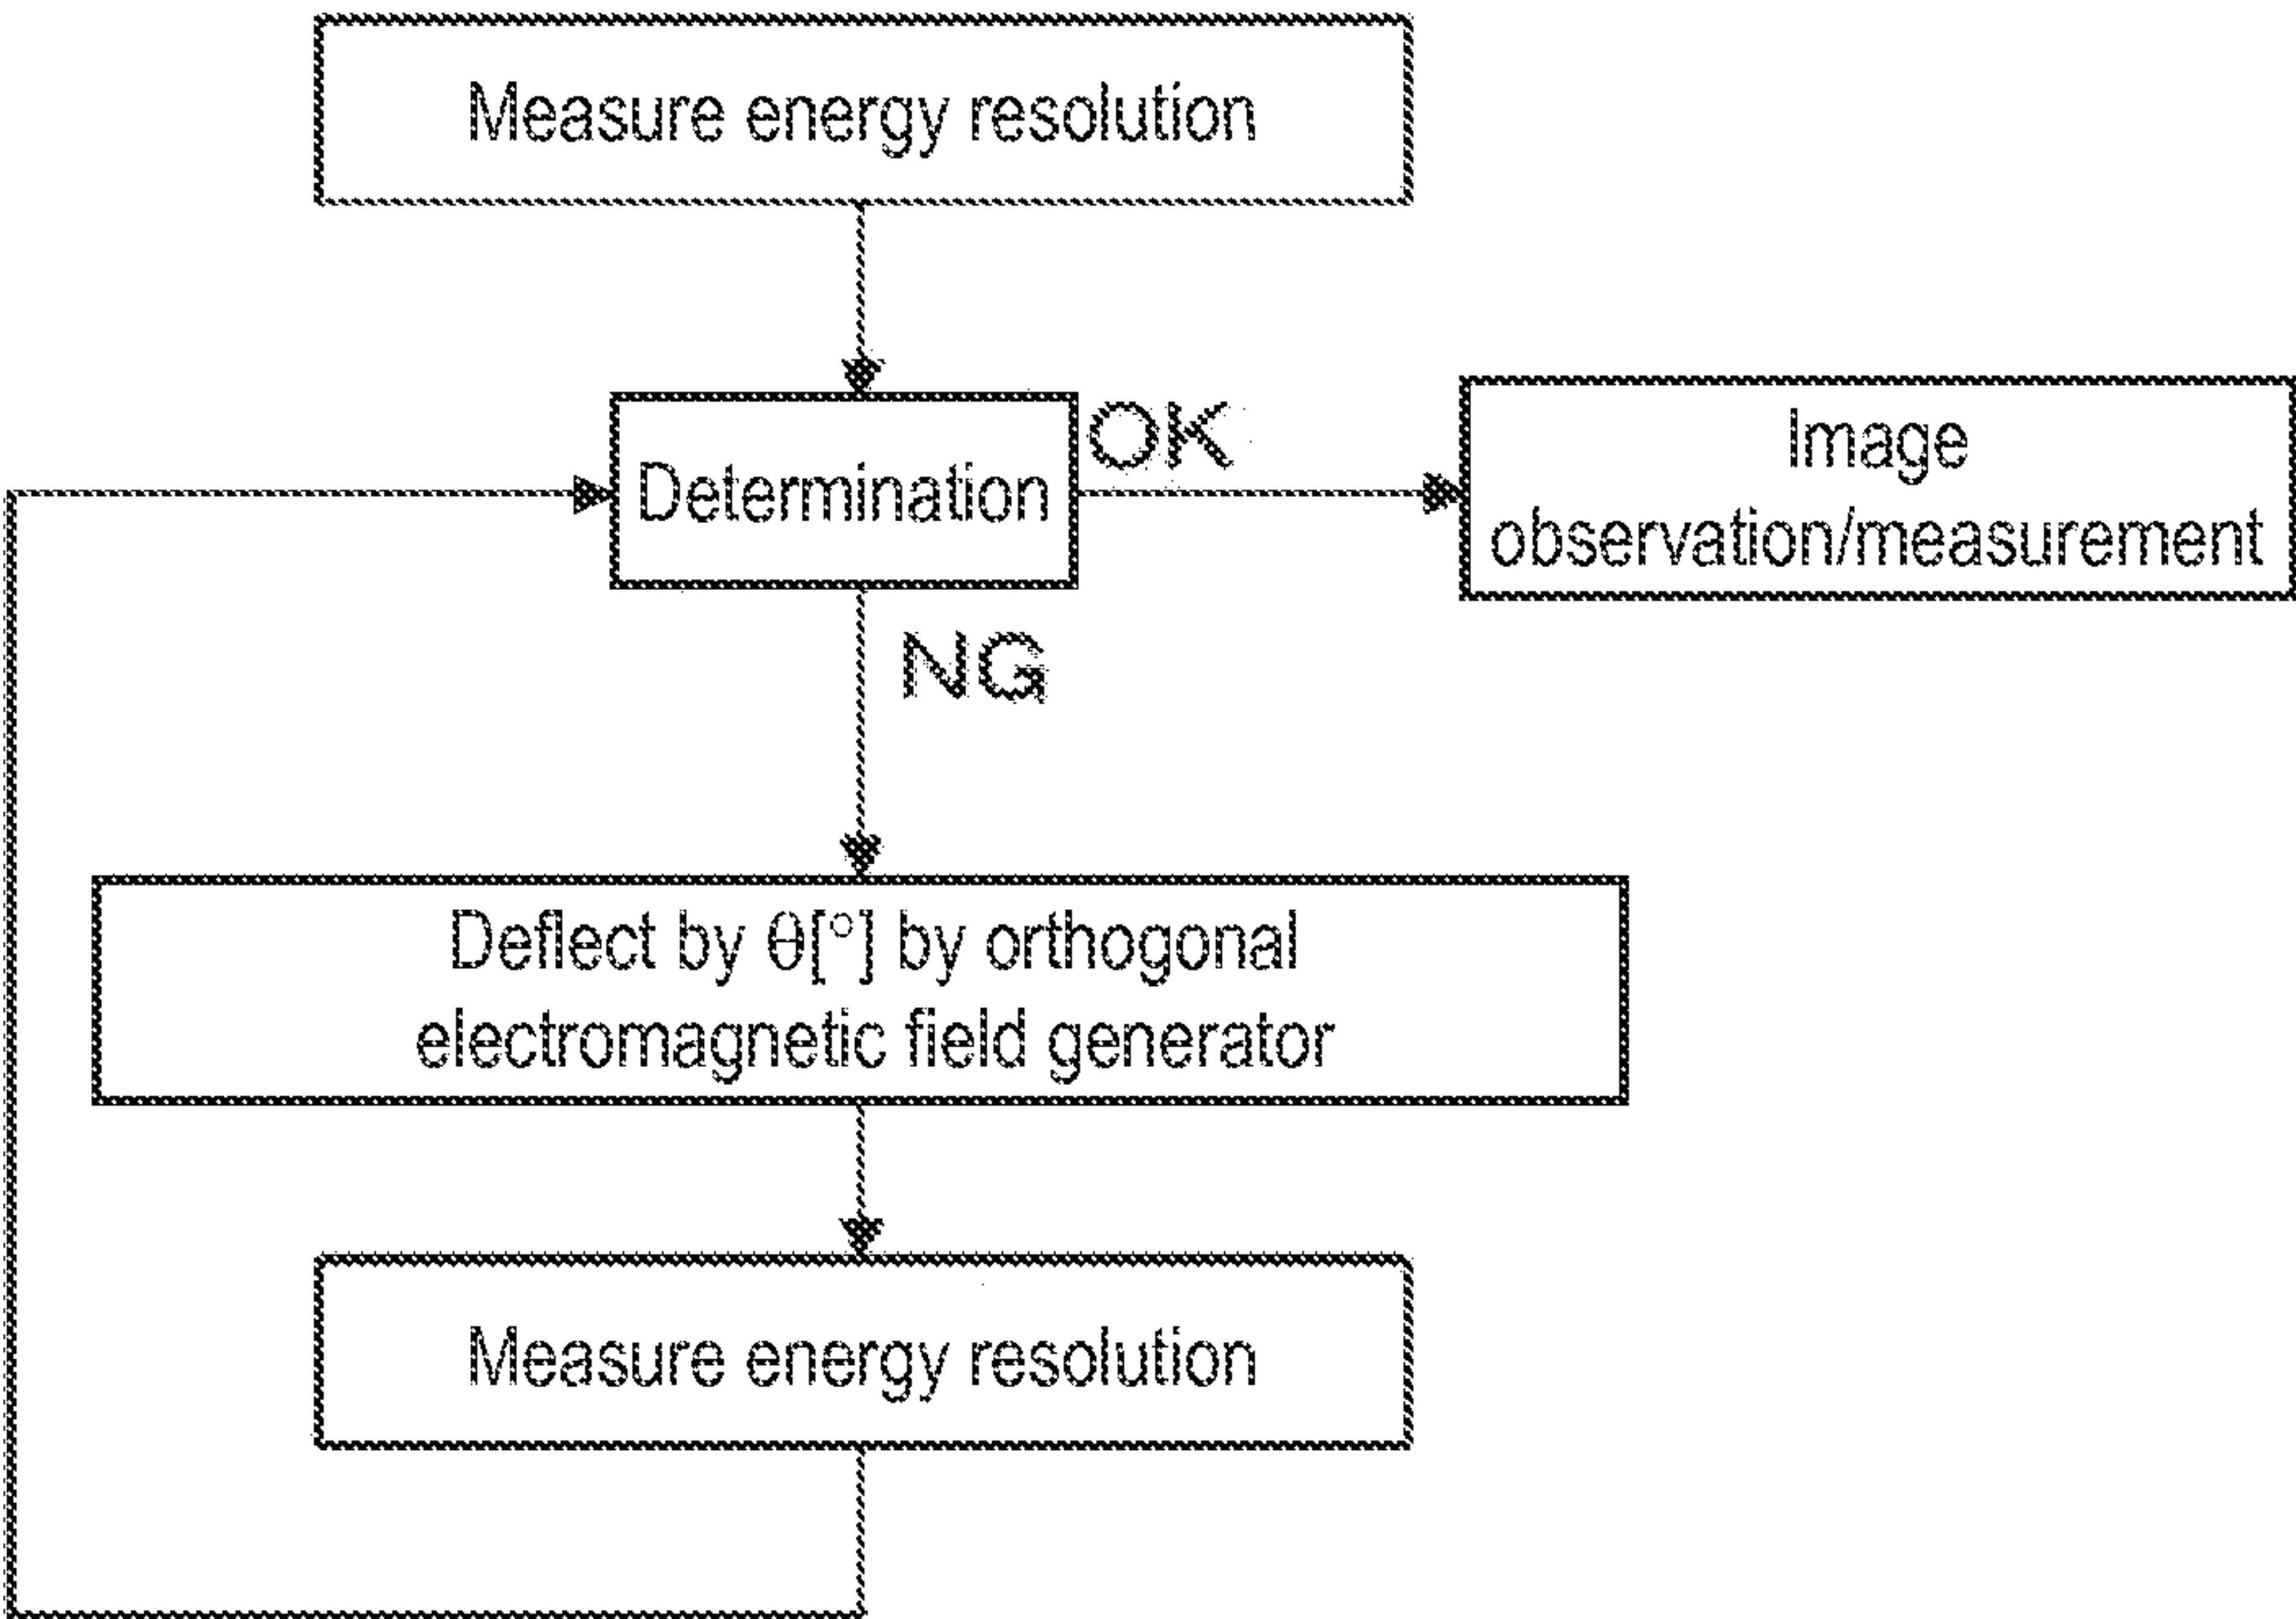 Measure energy resolution
Determination
OK
Image
observation/measurement
NG
Deflect by θ[°] by orthogonal
electromagnetic field generator
Measure energy resolution